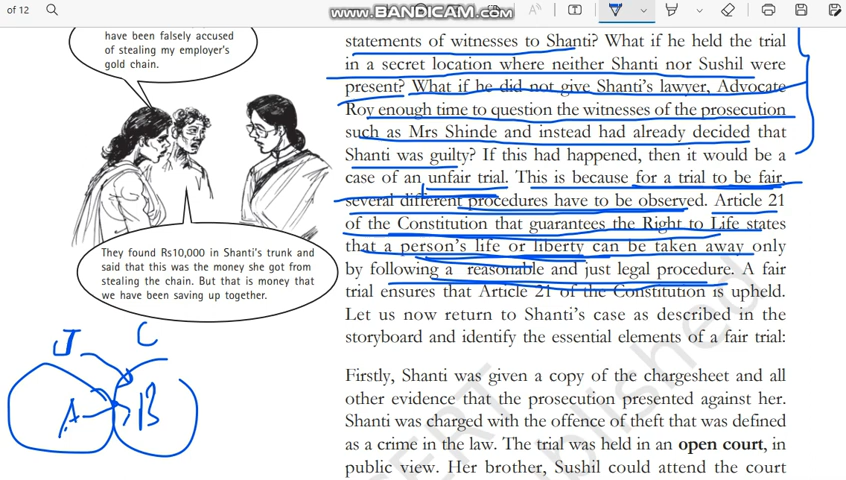 of 12
WWW.BANDICAM.COM
have been falsely accused
of stealing my employer's
gold chain.
They found Rs10,000 in Shanti's trunk and
said that this was the money she got from
stealing the chain. But that is money that
we have been saving up together.
J C
A B
statements of witnesses to Shanti? What if he held the trial
in a secret location where neither Shanti nor Sushil were
present? What if he did not give Shanti's lawyer, Advocate
Roy enough time to question the witnesses of the prosecution
such as Mrs Shinde and instead had already decided that
Shanti was guilty? If this had happened, then it would be a
case of an unfair trial. This is because for a trial to be fair,
several different procedures have to be observed. Article 21
of the Constitution that guarantees the Right to Life states
that a person's life or liberty can be taken away only
by following a reasonable and just legal procedure. A fair
trial ensures that Article 21 of the Constitution is upheld.
Let us now return to Shanti's case as described in the
storyboard and identify the essential elements of a fair trial:
Firstly, Shanti was given a copy of the chargesheet and all
other evidence that the prosecution presented against her.
Shanti was charged with the offence of theft that was defined
as a crime in the law. The trial was held in an open court, in
public view. Her brother, Sushil could attend the court